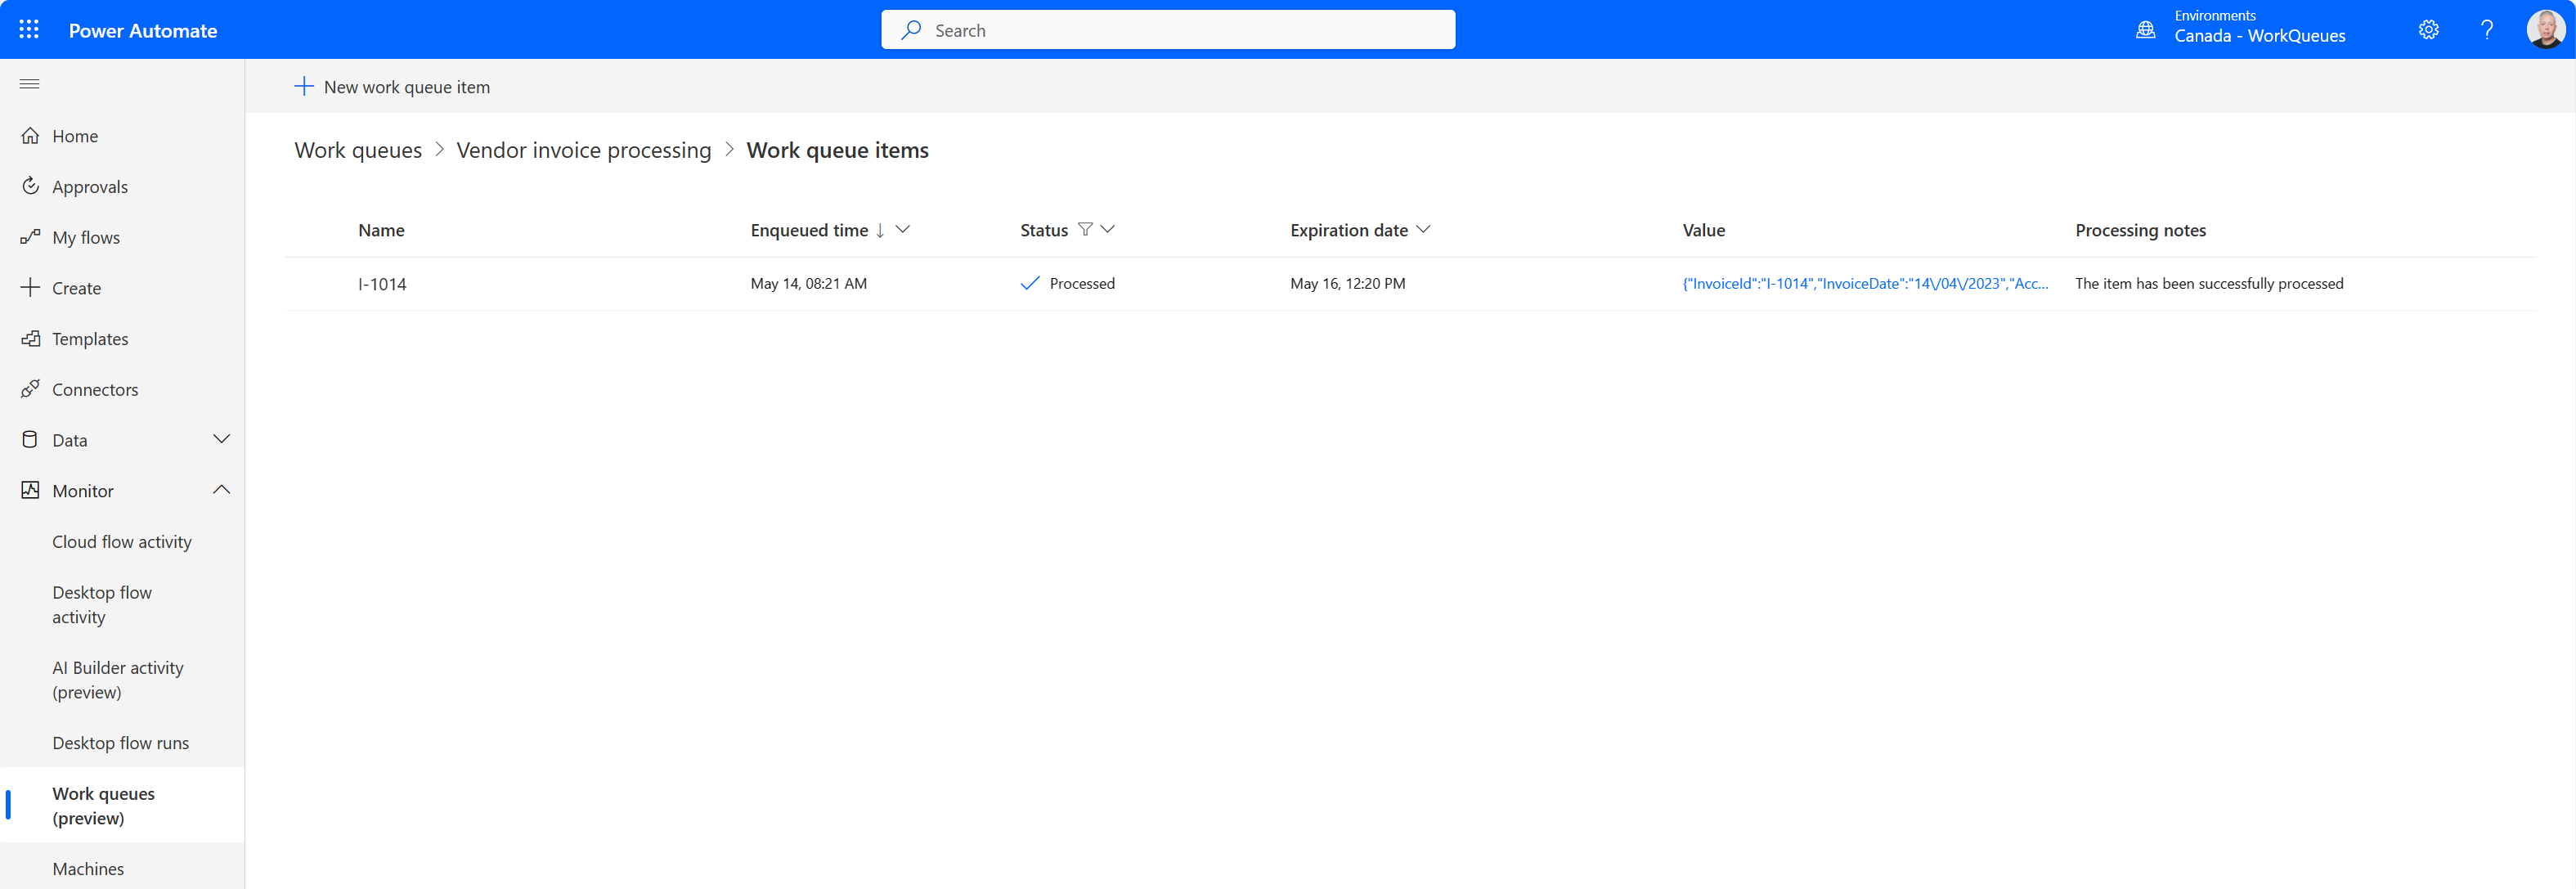 Power Automate
Search
Environments
Canada - WorkQueues
New work queue item
Home
Approvals
My flows
Create
Templates
Connectors
Data
Monitor
Cloud flow activity
Desktop flow
activity
AI Builder activity
(preview)
Desktop flow runs
Work queues
(preview)
Machines
Work queues > Vendor invoice processing > Work queue items
Name Enqueued time Status Expiration date Value Processing notes
I-1014 May 14, 08:21 AM Processed May 16, 12:20 PM {"InvoiceId":"I-1014","InvoiceDate":"14\/04\/2023","Acc... The item has been successfully processed